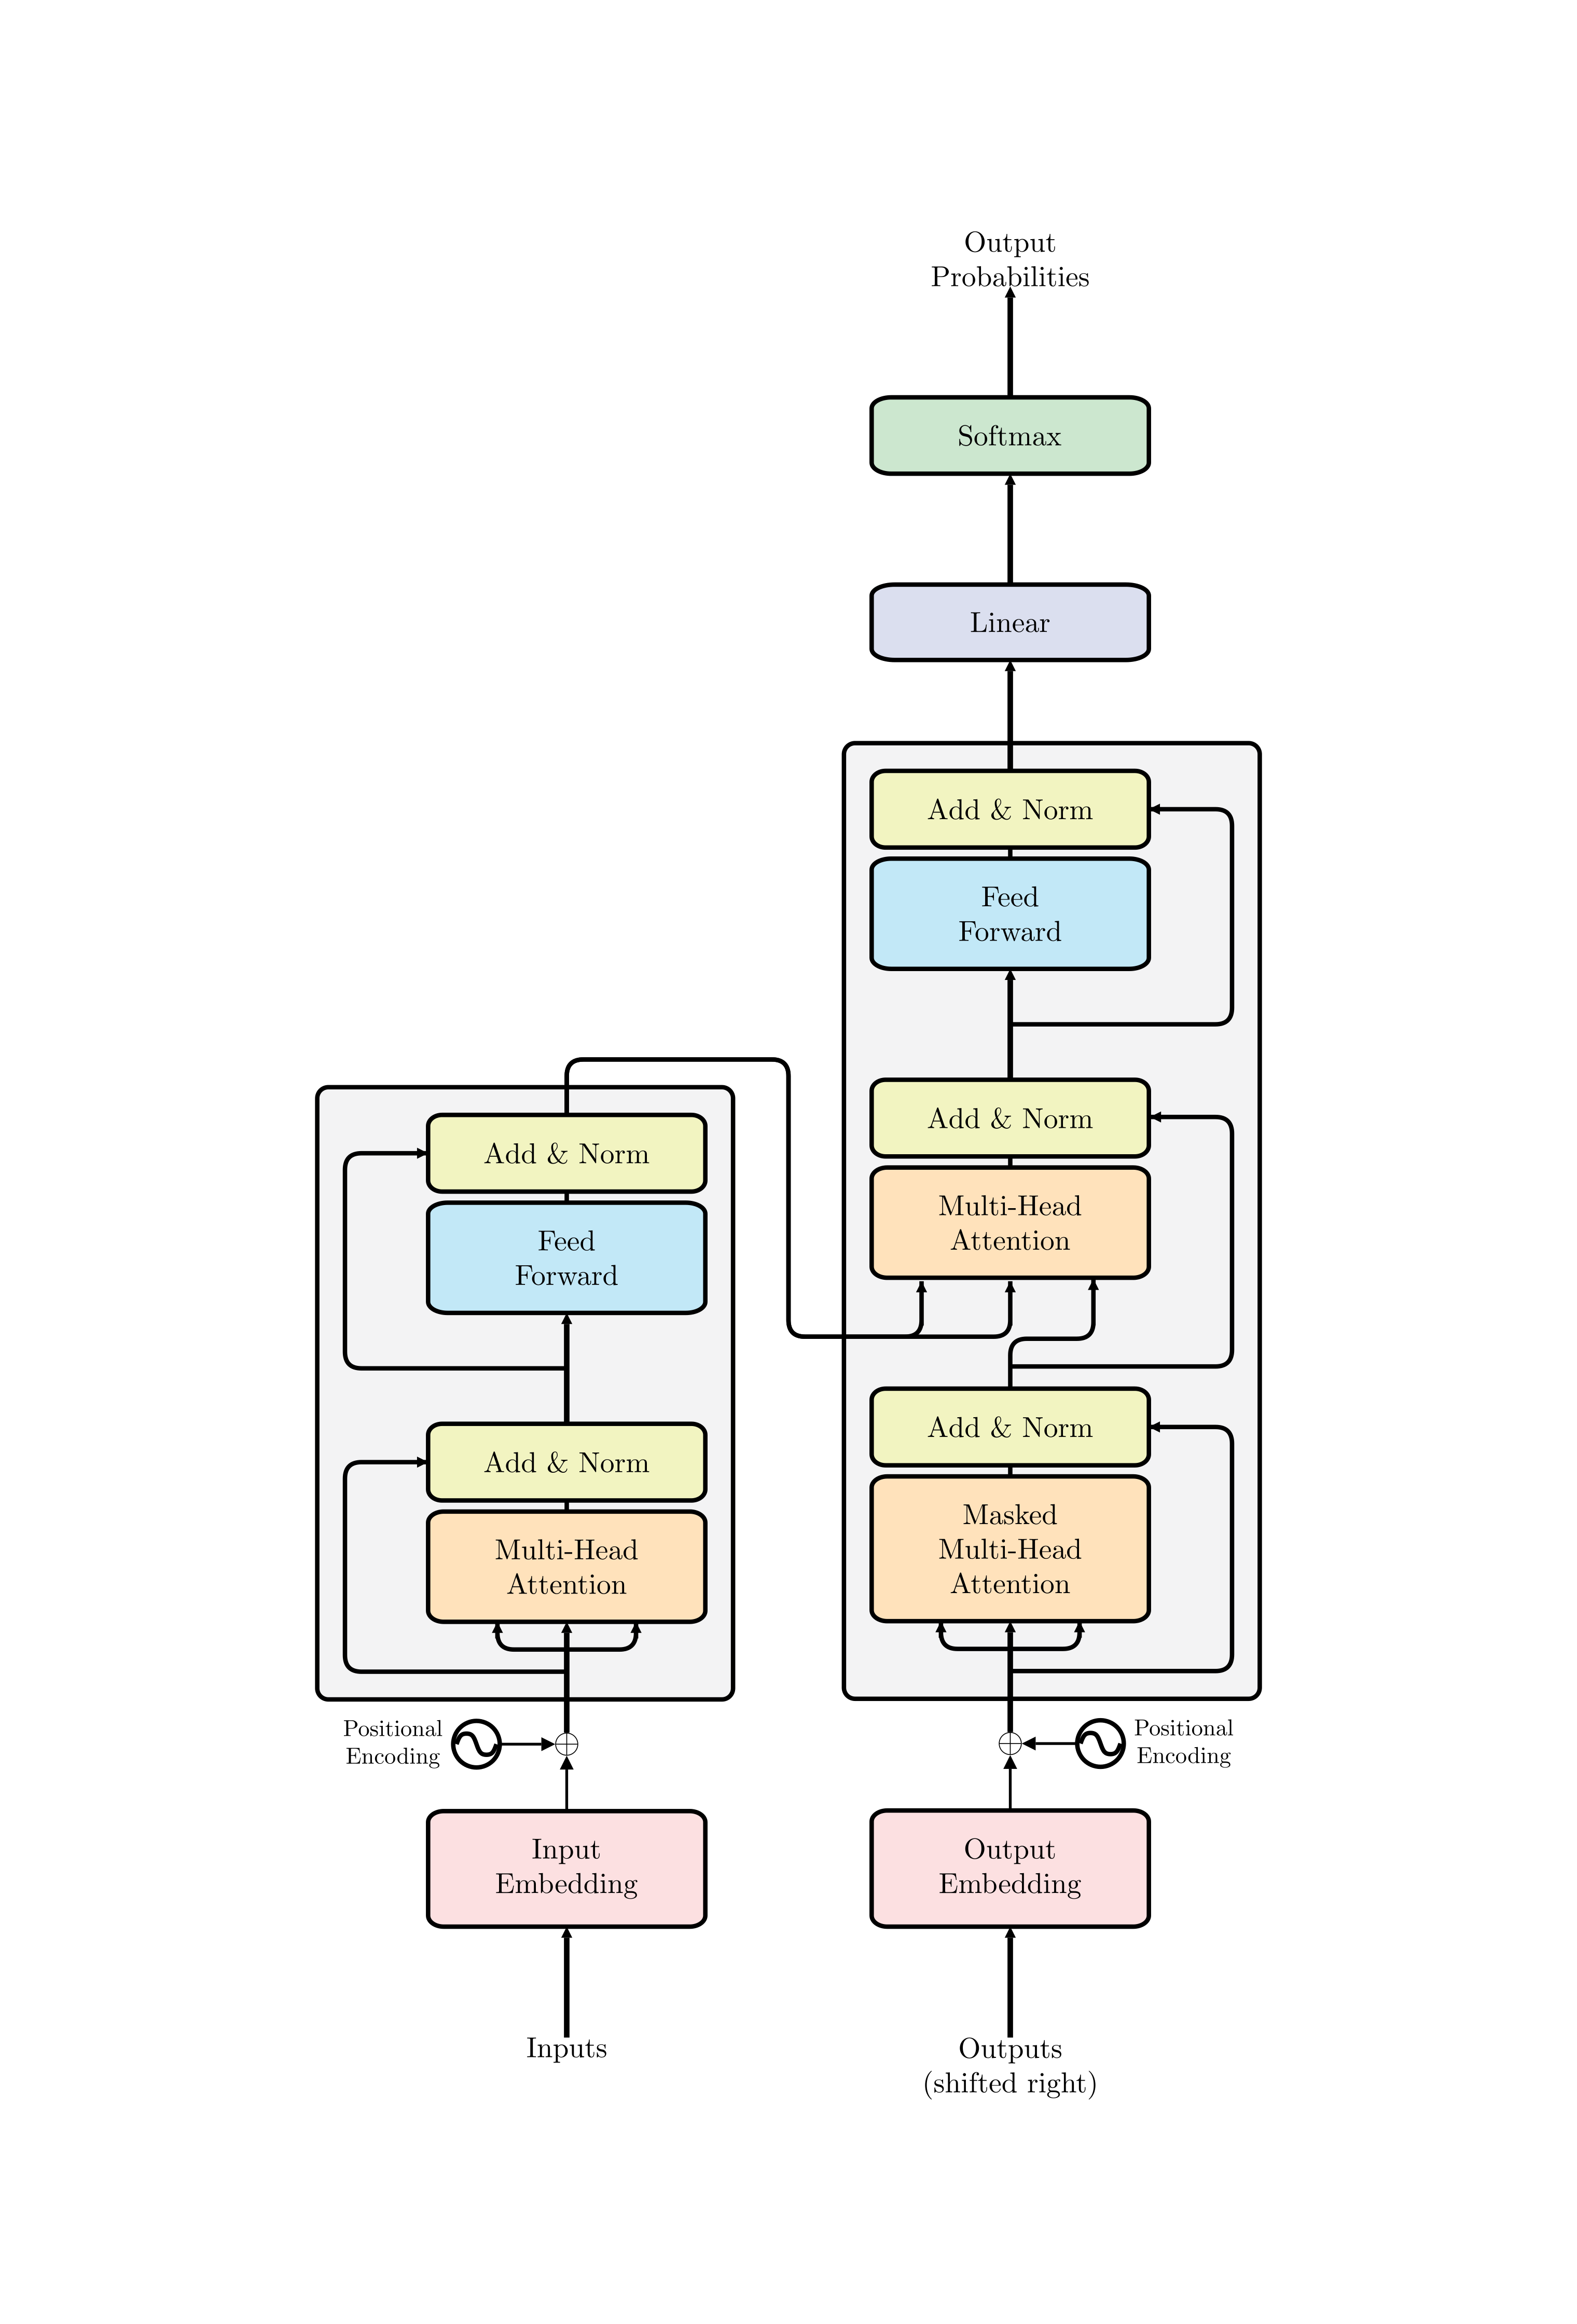 Output
Probabilities
Softmax
Linear
Add & Norm
Feed
Forward
Add & Norm
Multi-Head
Attention
Add & Norm
Masked
Multi-Head
Attention
Add & Norm
Feed
Forward
Add & Norm
Multi-Head
Attention
Positional
Encoding
Positional
Encoding
Input
Embedding
Output
Embedding
Inputs
Outputs
(shifted right)